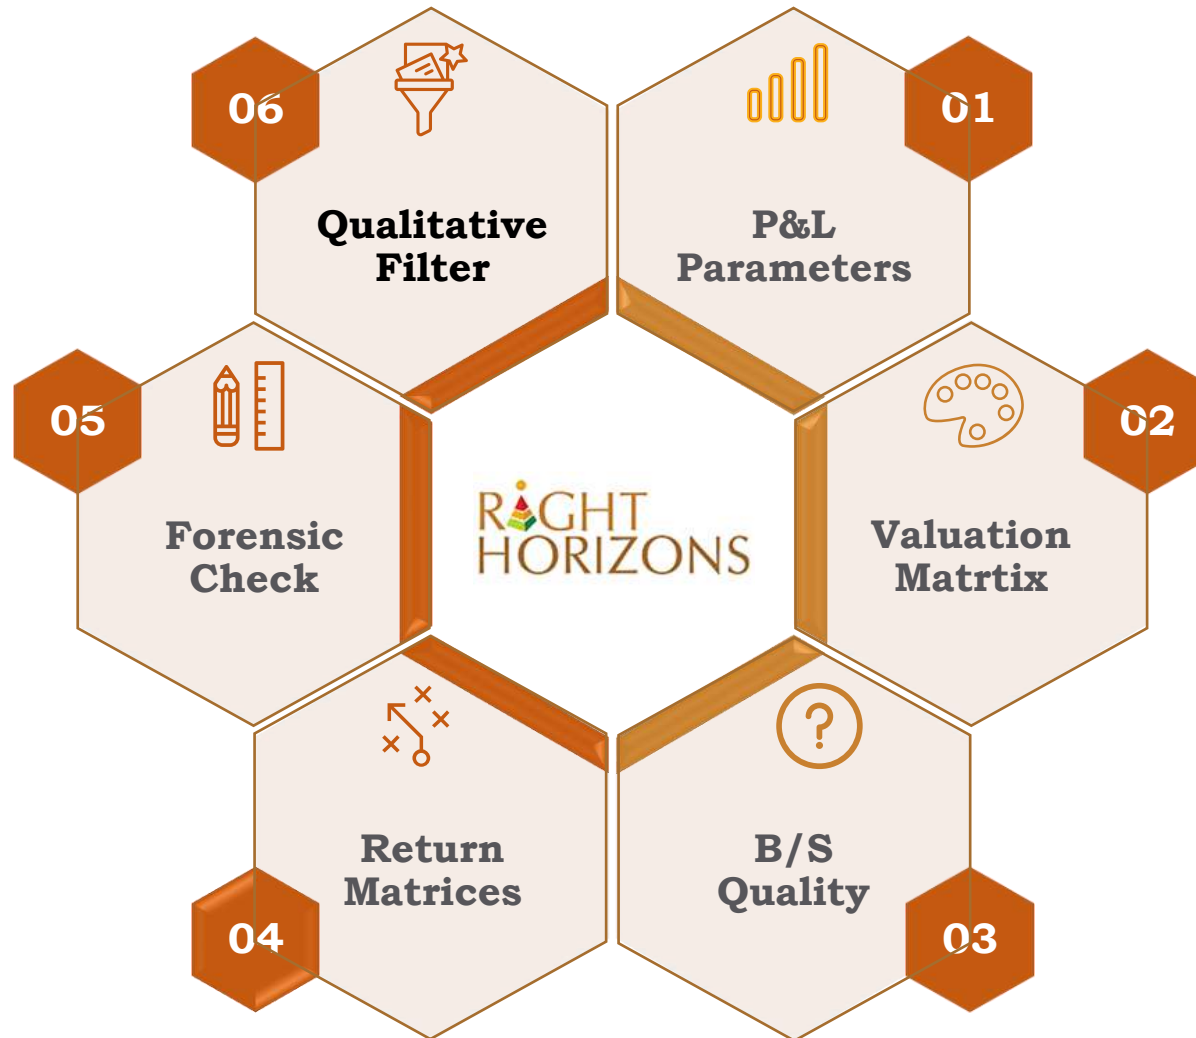 06
Qualitative
Filter
01
P&L
Parameters
05
Forensic
Check
RIGHT
HORIZONS
02
Valuation
Matrtix
04
Return
Matrices
03
B/S
Quality
?